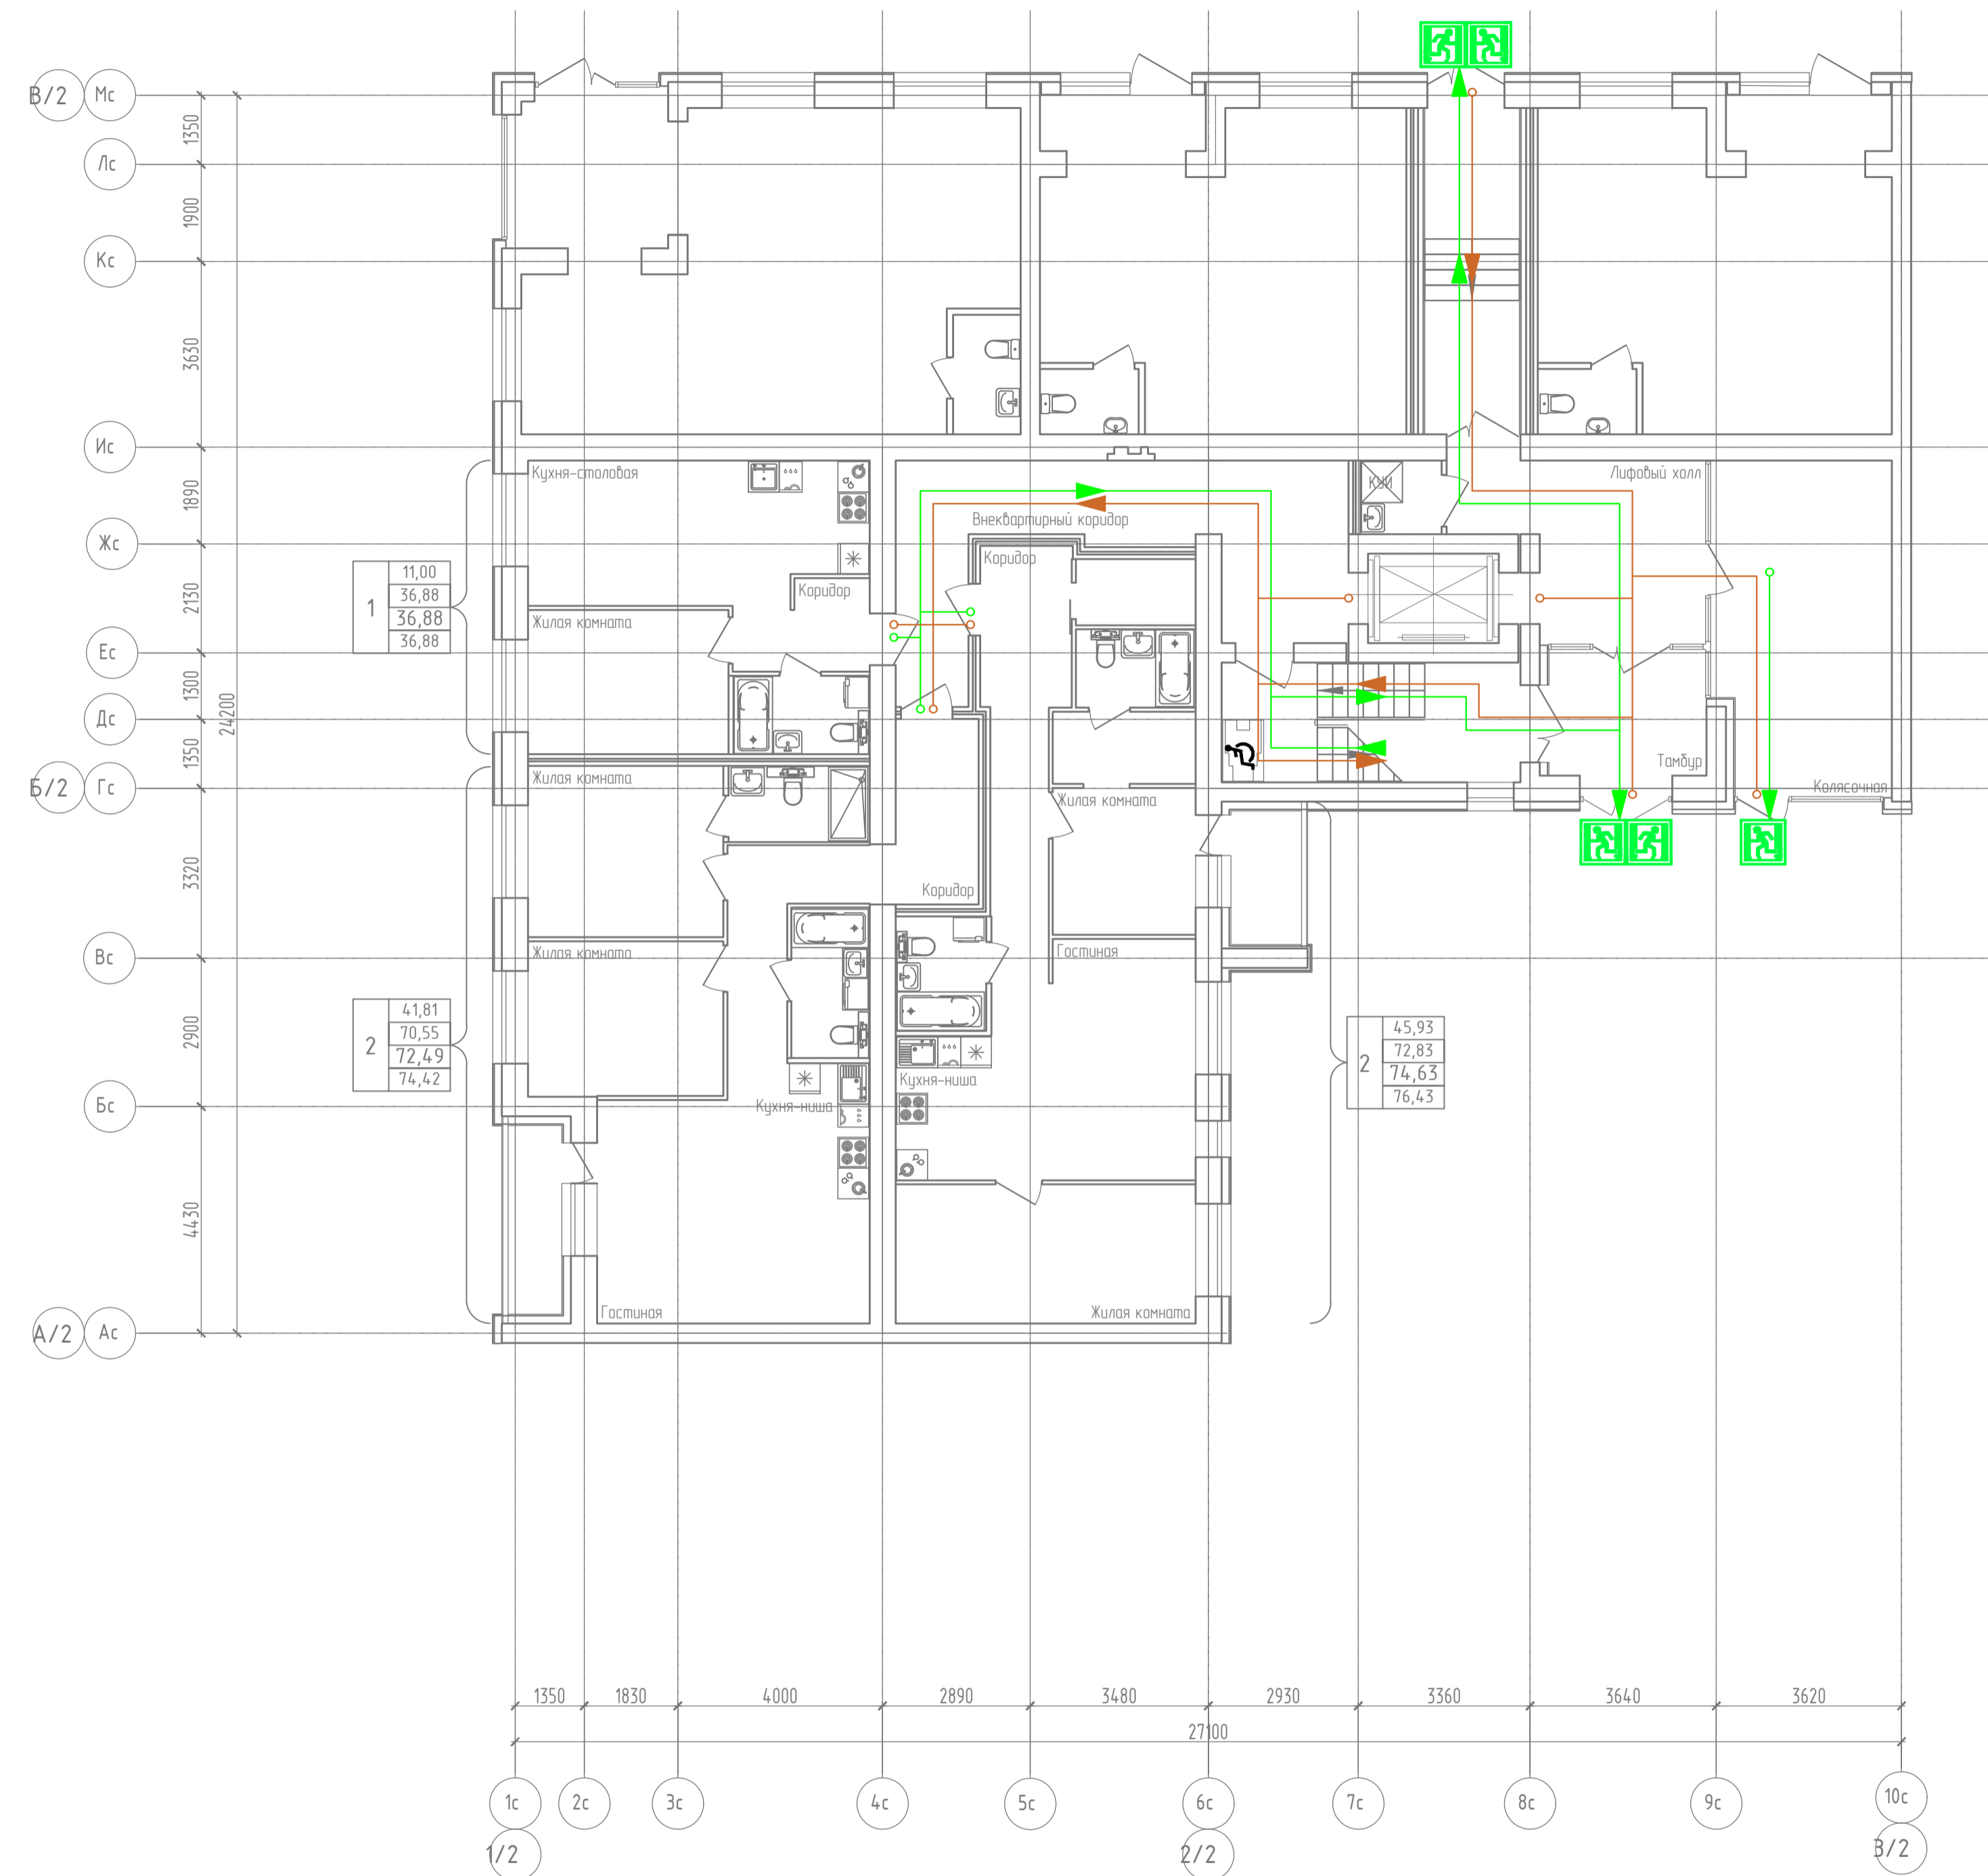 В/2 Мс
1350
Лс
1900
Кс
3630
Ис
Кухня-столовая
КУИ
Лифовый холл
1890
Внеквартирный коридор
Жс
Коридор
1
11,00
36,88
36,88
36,88
2130
Коридор
Жилая комната
Ес
1300
24200
Дс
1350
Тамбур
Жилая комната
Б/2 Гс
Колясочная
Жилая комната
3320
Коридор
Жилая комната
Гостиная
Вс
2
41,81
70,55
72,49
74,42
2900
2
45,93
72,83
74,63
76,43
Кухня-ниша
Кухня-ниша
Бс
4430
Гостиная
Жилая комната
А/2 Ас
1350 1830 4000 2890 3480 2930 3360 3640 3620
27100
1с 2с 3с 4с 5с 6с 7с 8с 9с 10с
1/2 2/2 3/2